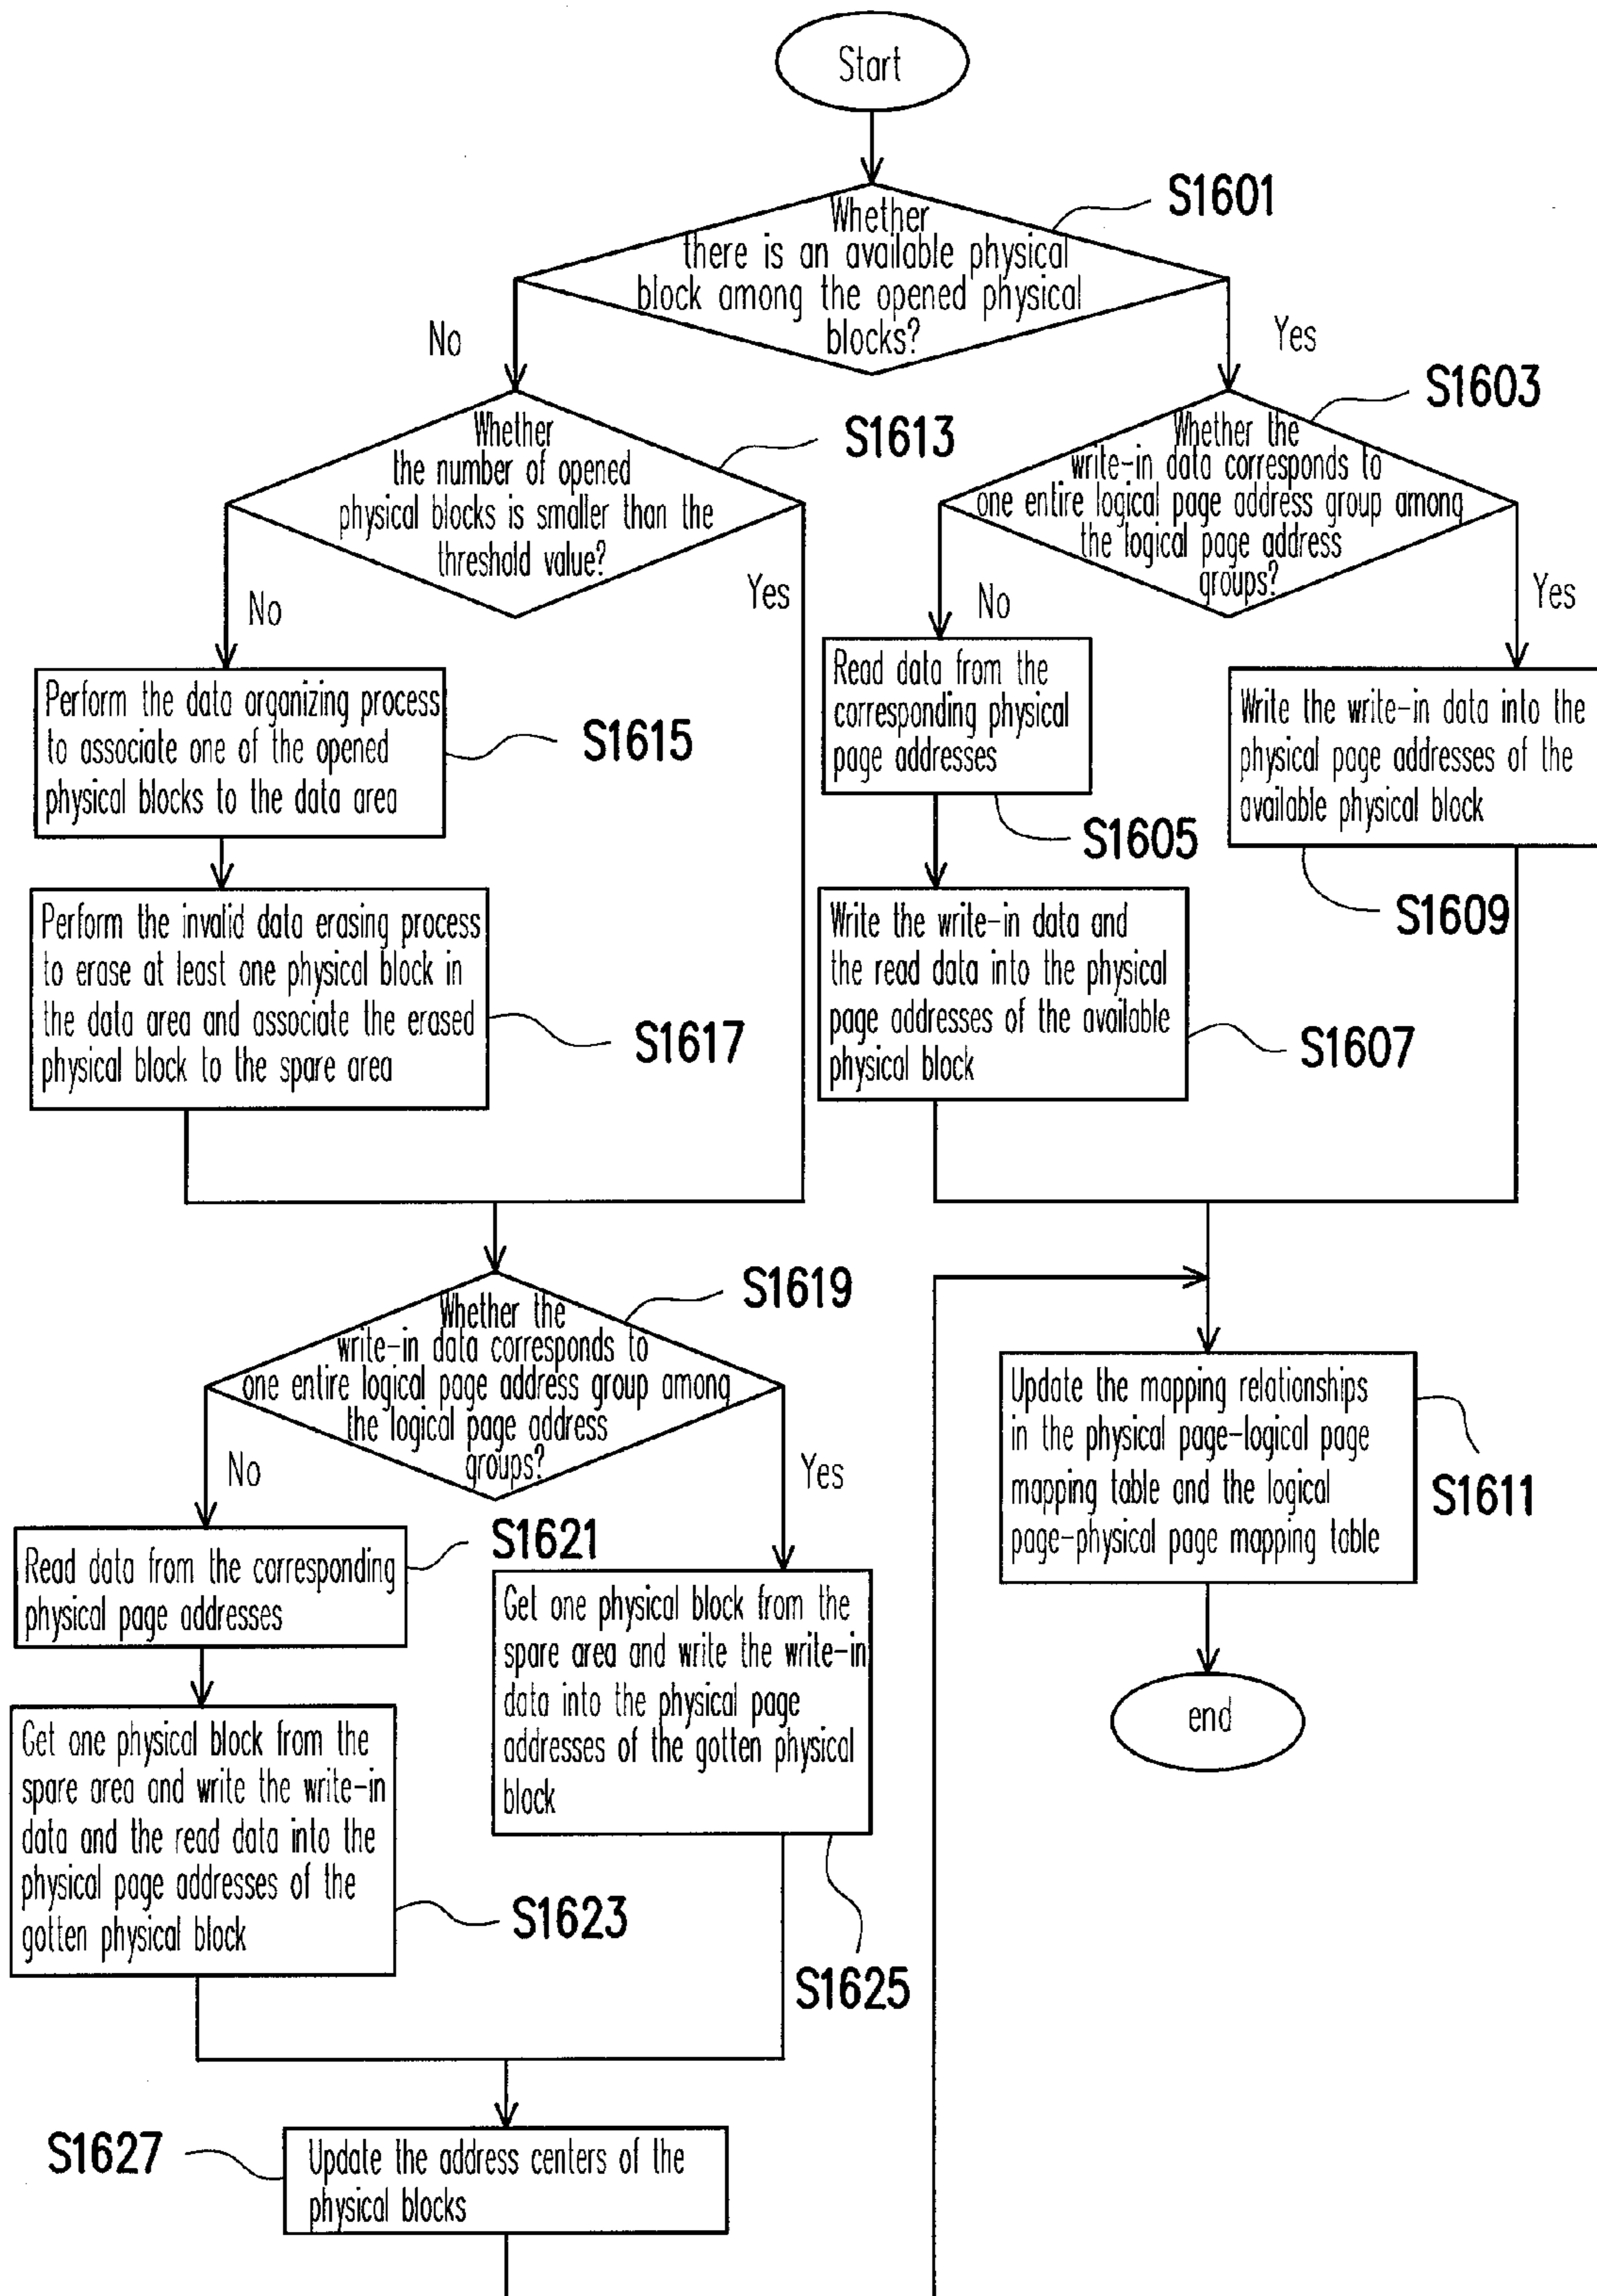 Start
S1601
Whether
there is an available physical
block among the opened physical
blocks?
No
Yes
S1603
S1613
Whether
the number of opened
physical blocks is smaller than the
threshold value?
Whether the
write-in data corresponds to
one entire logical page address group among
the logical page address
groups?
No
Yes
No
Yes
Perform the data organizing process
to associate one of the opened
physical blocks to the data area
S1615
Read data from the
corresponding physical
page addresses
S1605
Write the write-in data into the
physical page addresses of the
available physical block
S1609
Perform the invalid data erasing process
to erase at least one physical block in
the data area and associate the erased
physical block to the spare area
S1617
Write the write-in data and
the read data into the physical
page addresses of the available
physical block
S1607
S1619
Whether the
write-in data corresponds to
one entire logical page address group among
the logical page address
groups?
No
Yes
Update the mapping relationships
in the physical page-logical page
mapping table and the logical
page-physical page mapping table
S1611
S1621
Read data from the corresponding
physical page addresses
Get one physical block from the
spare area and write the write-in
data into the physical page
addresses of the gotten physical
block
S1625
end
Get one physical block from the
spare area and write the write-in
data and the read data into the
physical page addresses of the
gotten physical block
S1623
S1627
Update the address centers of the
physical blocks